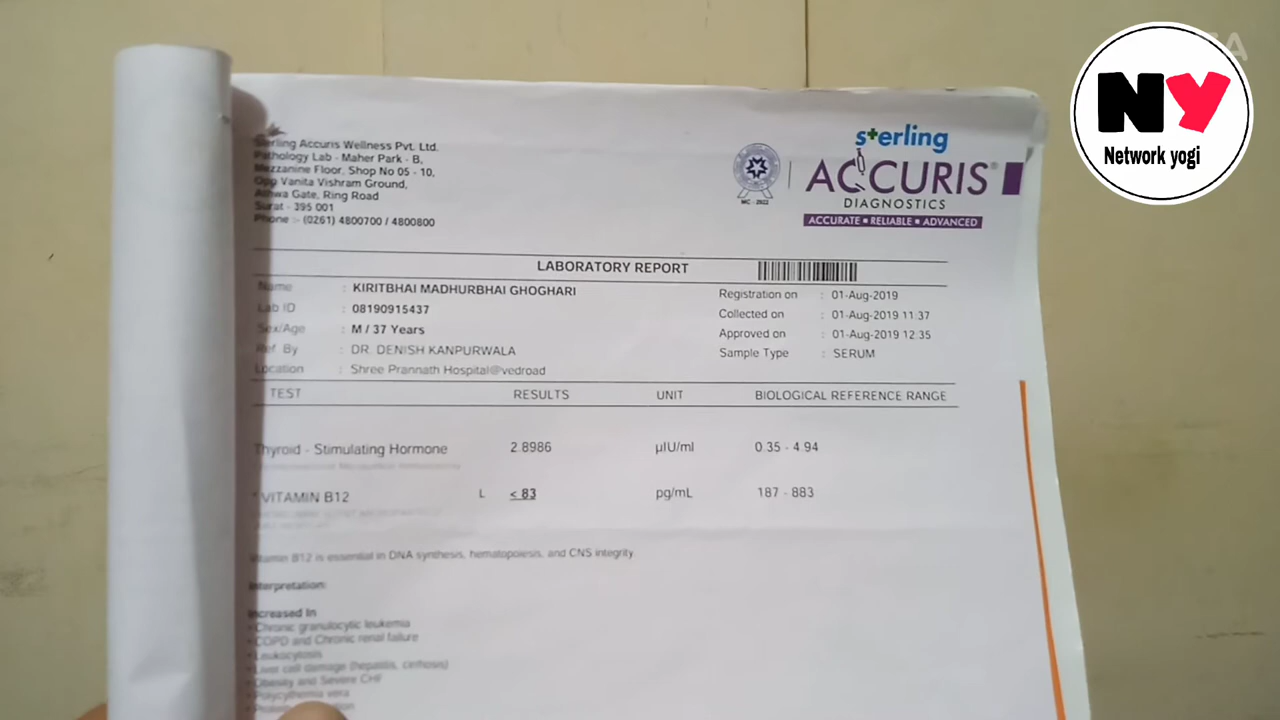 NY
Network yogi
Sterling Accuris Wellness Pvt. Ltd.
Pathology Lab - Maher Park - B,
Mezzanine Floor, Shop No 05 - 10,
Opp Vanita Vishram Ground,
Athwa Gate, Ring Road
Surat - 395 001
Phone :- (0261) 4800700 / 4800800
MC - 2022
sterling
ACCURIS®
DIAGNOSTICS
ACCURATE ▪ RELIABLE ▪ ADVANCED
LABORATORY REPORT
Name : KIRITBHAI MADHURBHAI GHOGHARI
Registration on : 01-Aug-2019
Lab ID : 08190915437
Collected on : 01-Aug-2019 11:37
Sex/Age : M / 37 Years
Approved on : 01-Aug-2019 12:35
Ref. By : DR. DENISH KANPURWALA
Sample Type : SERUM
Location : Shree Prannath Hospital@vedroad
TEST RESULTS UNIT BIOLOGICAL REFERENCE RANGE
Thyroid - Stimulating Hormone 2.8986 µIU/ml 0.35 - 4.94
* VITAMIN B12 L < 83 pg/mL 187 - 883
Vitamin B12 is essential in DNA synthesis, hematopoiesis, and CNS integrity.
Interpretation:
Increased In
• Chronic granulocytic leukemia
• COPD and Chronic renal failure
• Leukocytosis
• Liver cell damage (hepatitis, cirrhosis)
• Obesity and Severe CHF
• Polycythemia vera